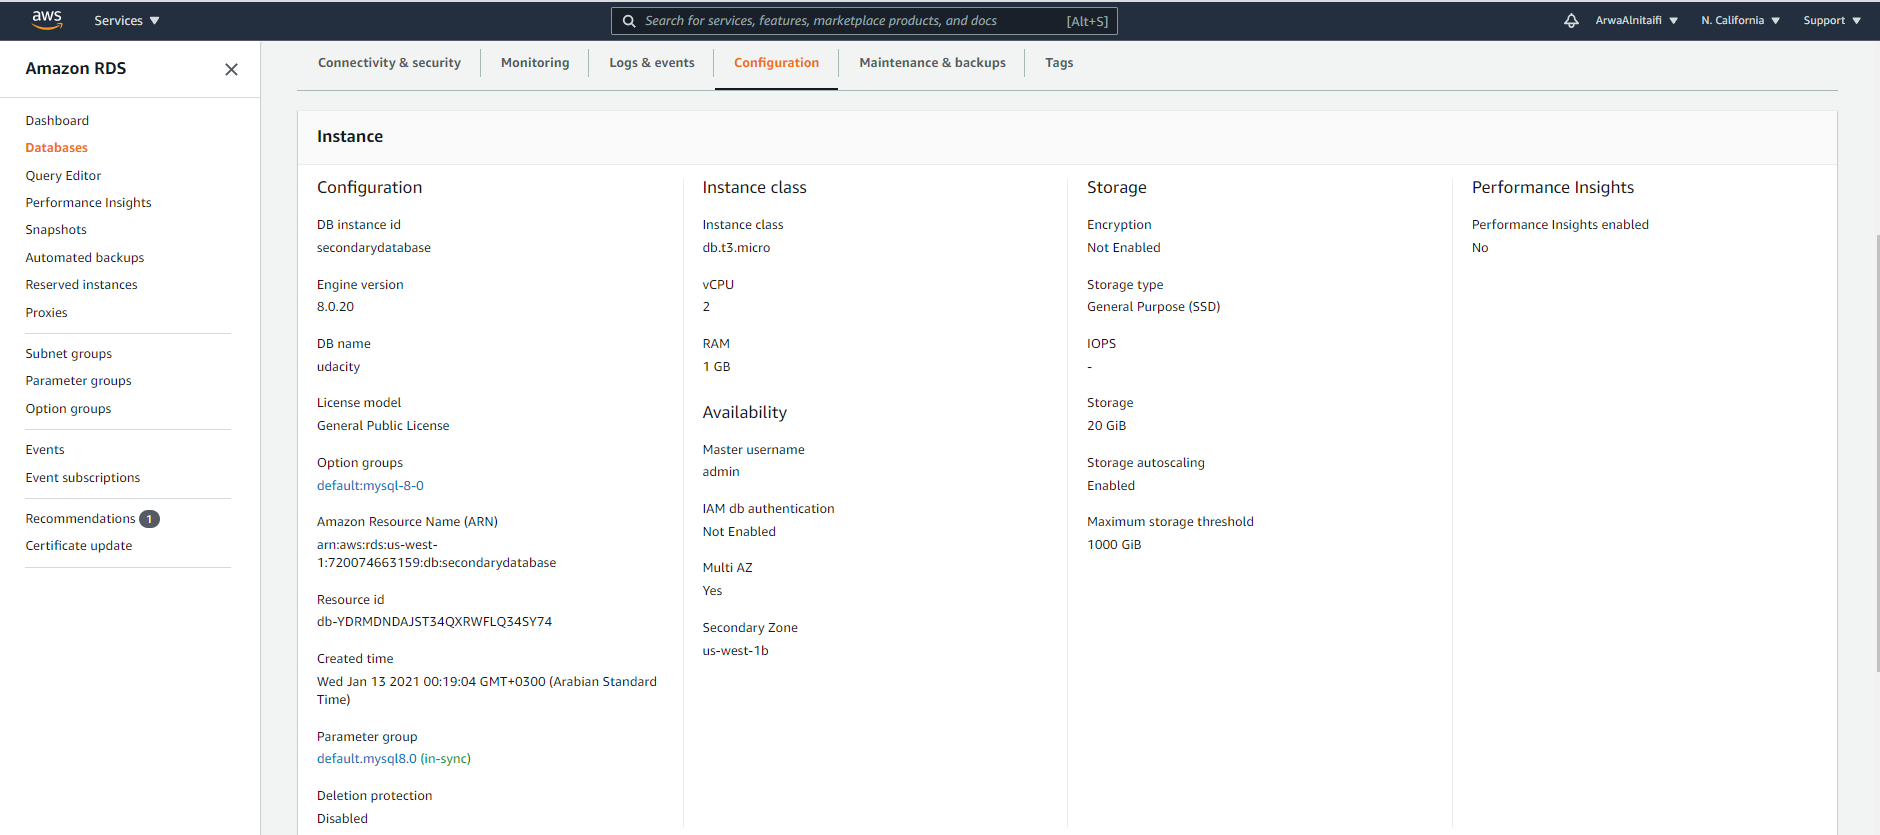 aws
Services ▼
Search for services, features, marketplace products, and docs
[Alt+S]
ArwaAlnitaifi ▼
N. California ▼
Support ▼
Amazon RDS
Dashboard
Databases
Query Editor
Performance Insights
Snapshots
Automated backups
Reserved instances
Proxies
Subnet groups
Parameter groups
Option groups
Events
Event subscriptions
Recommendations 1
Certificate update
Connectivity & security
Monitoring
Logs & events
Configuration
Maintenance & backups
Tags
Instance
Configuration
DB instance id
secondarydatabase
Engine version
8.0.20
DB name
udacity
License model
General Public License
Option groups
default:mysql-8-0
Amazon Resource Name (ARN)
arn:aws:rds:us-west-
1:720074663159:db:secondarydatabase
Resource id
db-YDRMDNDAJST34QXRWFLQ34SY74
Created time
Wed Jan 13 2021 00:19:04 GMT+0300 (Arabian Standard
Time)
Parameter group
default.mysql8.0 (in-sync)
Deletion protection
Disabled
Instance class
Instance class
db.t3.micro
vCPU
2
RAM
1 GB
Availability
Master username
admin
IAM db authentication
Not Enabled
Multi AZ
Yes
Secondary Zone
us-west-1b
Storage
Encryption
Not Enabled
Storage type
General Purpose (SSD)
IOPS
-
Storage
20 GiB
Storage autoscaling
Enabled
Maximum storage threshold
1000 GiB
Performance Insights
Performance Insights enabled
No